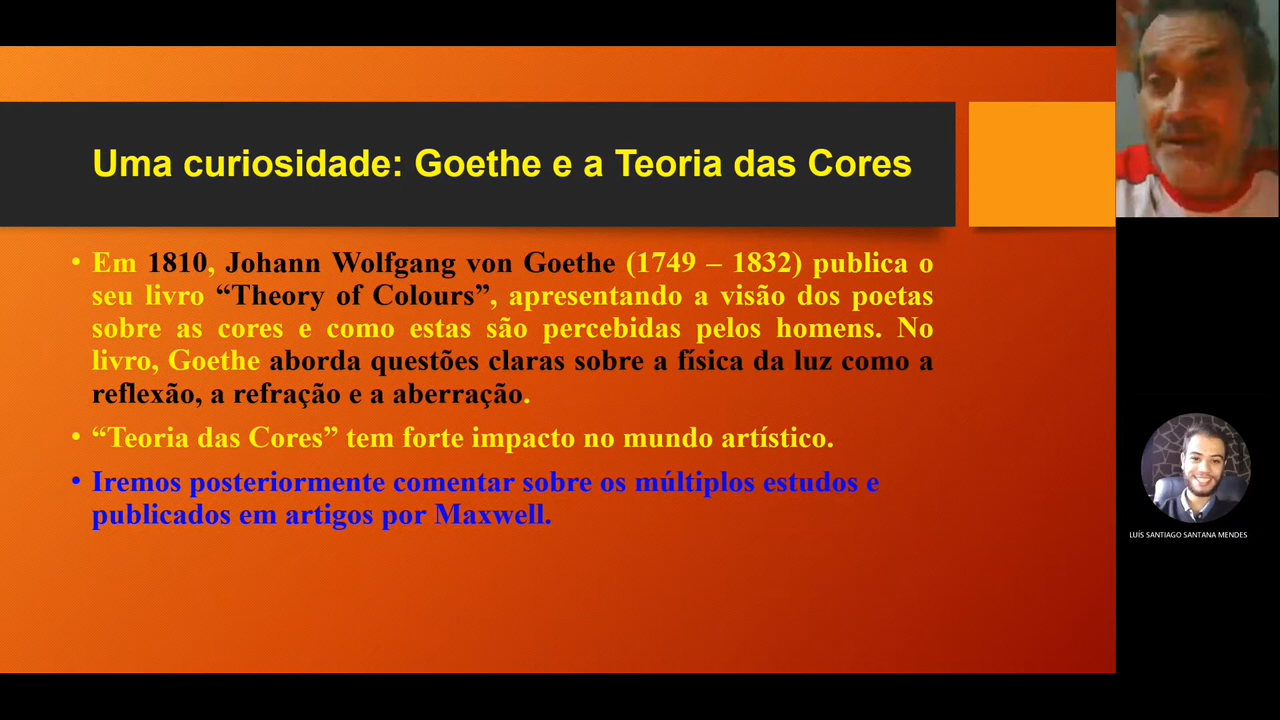 Uma curiosidade: Goethe e a Teoria das Cores
• Em 1810, Johann Wolfgang von Goethe (1749 – 1832) publica o
seu livro “Theory of Colours”, apresentando a visão dos poetas
sobre as cores e como estas são percebidas pelos homens. No
livro, Goethe aborda questões claras sobre a física da luz como a
reflexão, a refração e a aberração.
• “Teoria das Cores” tem forte impacto no mundo artístico.
• Iremos posteriormente comentar sobre os múltiplos estudos e
publicados em artigos por Maxwell.
LUÍS SANTIAGO SANTANA MENDES